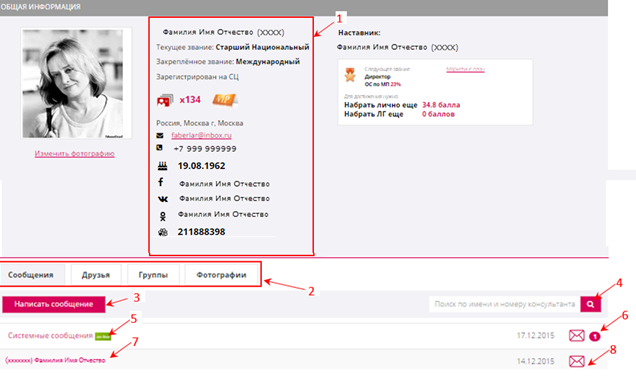 ОБЩАЯ ИНФОРМАЦИЯ
1
Фамилия Имя Отчество (XXXX)
Текущее звание: Старший Национальный
Закреплённое звание: Международный
Зарегистрирован на СЦ
x134
VIP
Россия, Москва г, Москва
faberlar@inbox.ru
+7 999 999999
19.08.1962
Фамилия Имя Отчество
Фамилия Имя Отчество
Фамилия Имя Отчество
211888398
Изменить фотографию
Наставник:
Фамилия Имя Отчество (XXXX)
Следующее звание
Директор
ОС по МП 23%
Для достижения нужно:
Набрать лично еще 34.8 балла
Набрать ЛГ еще 0 баллов
Сообщения
Друзья
Группы
Фотографии
2
Написать сообщение
3
Поиск по имени и номеру консультанта
4
5
Системные сообщения
17.12.2015
1
6
7
(xxxxxxx) Фамилия Имя Отчество
14.12.2015
8